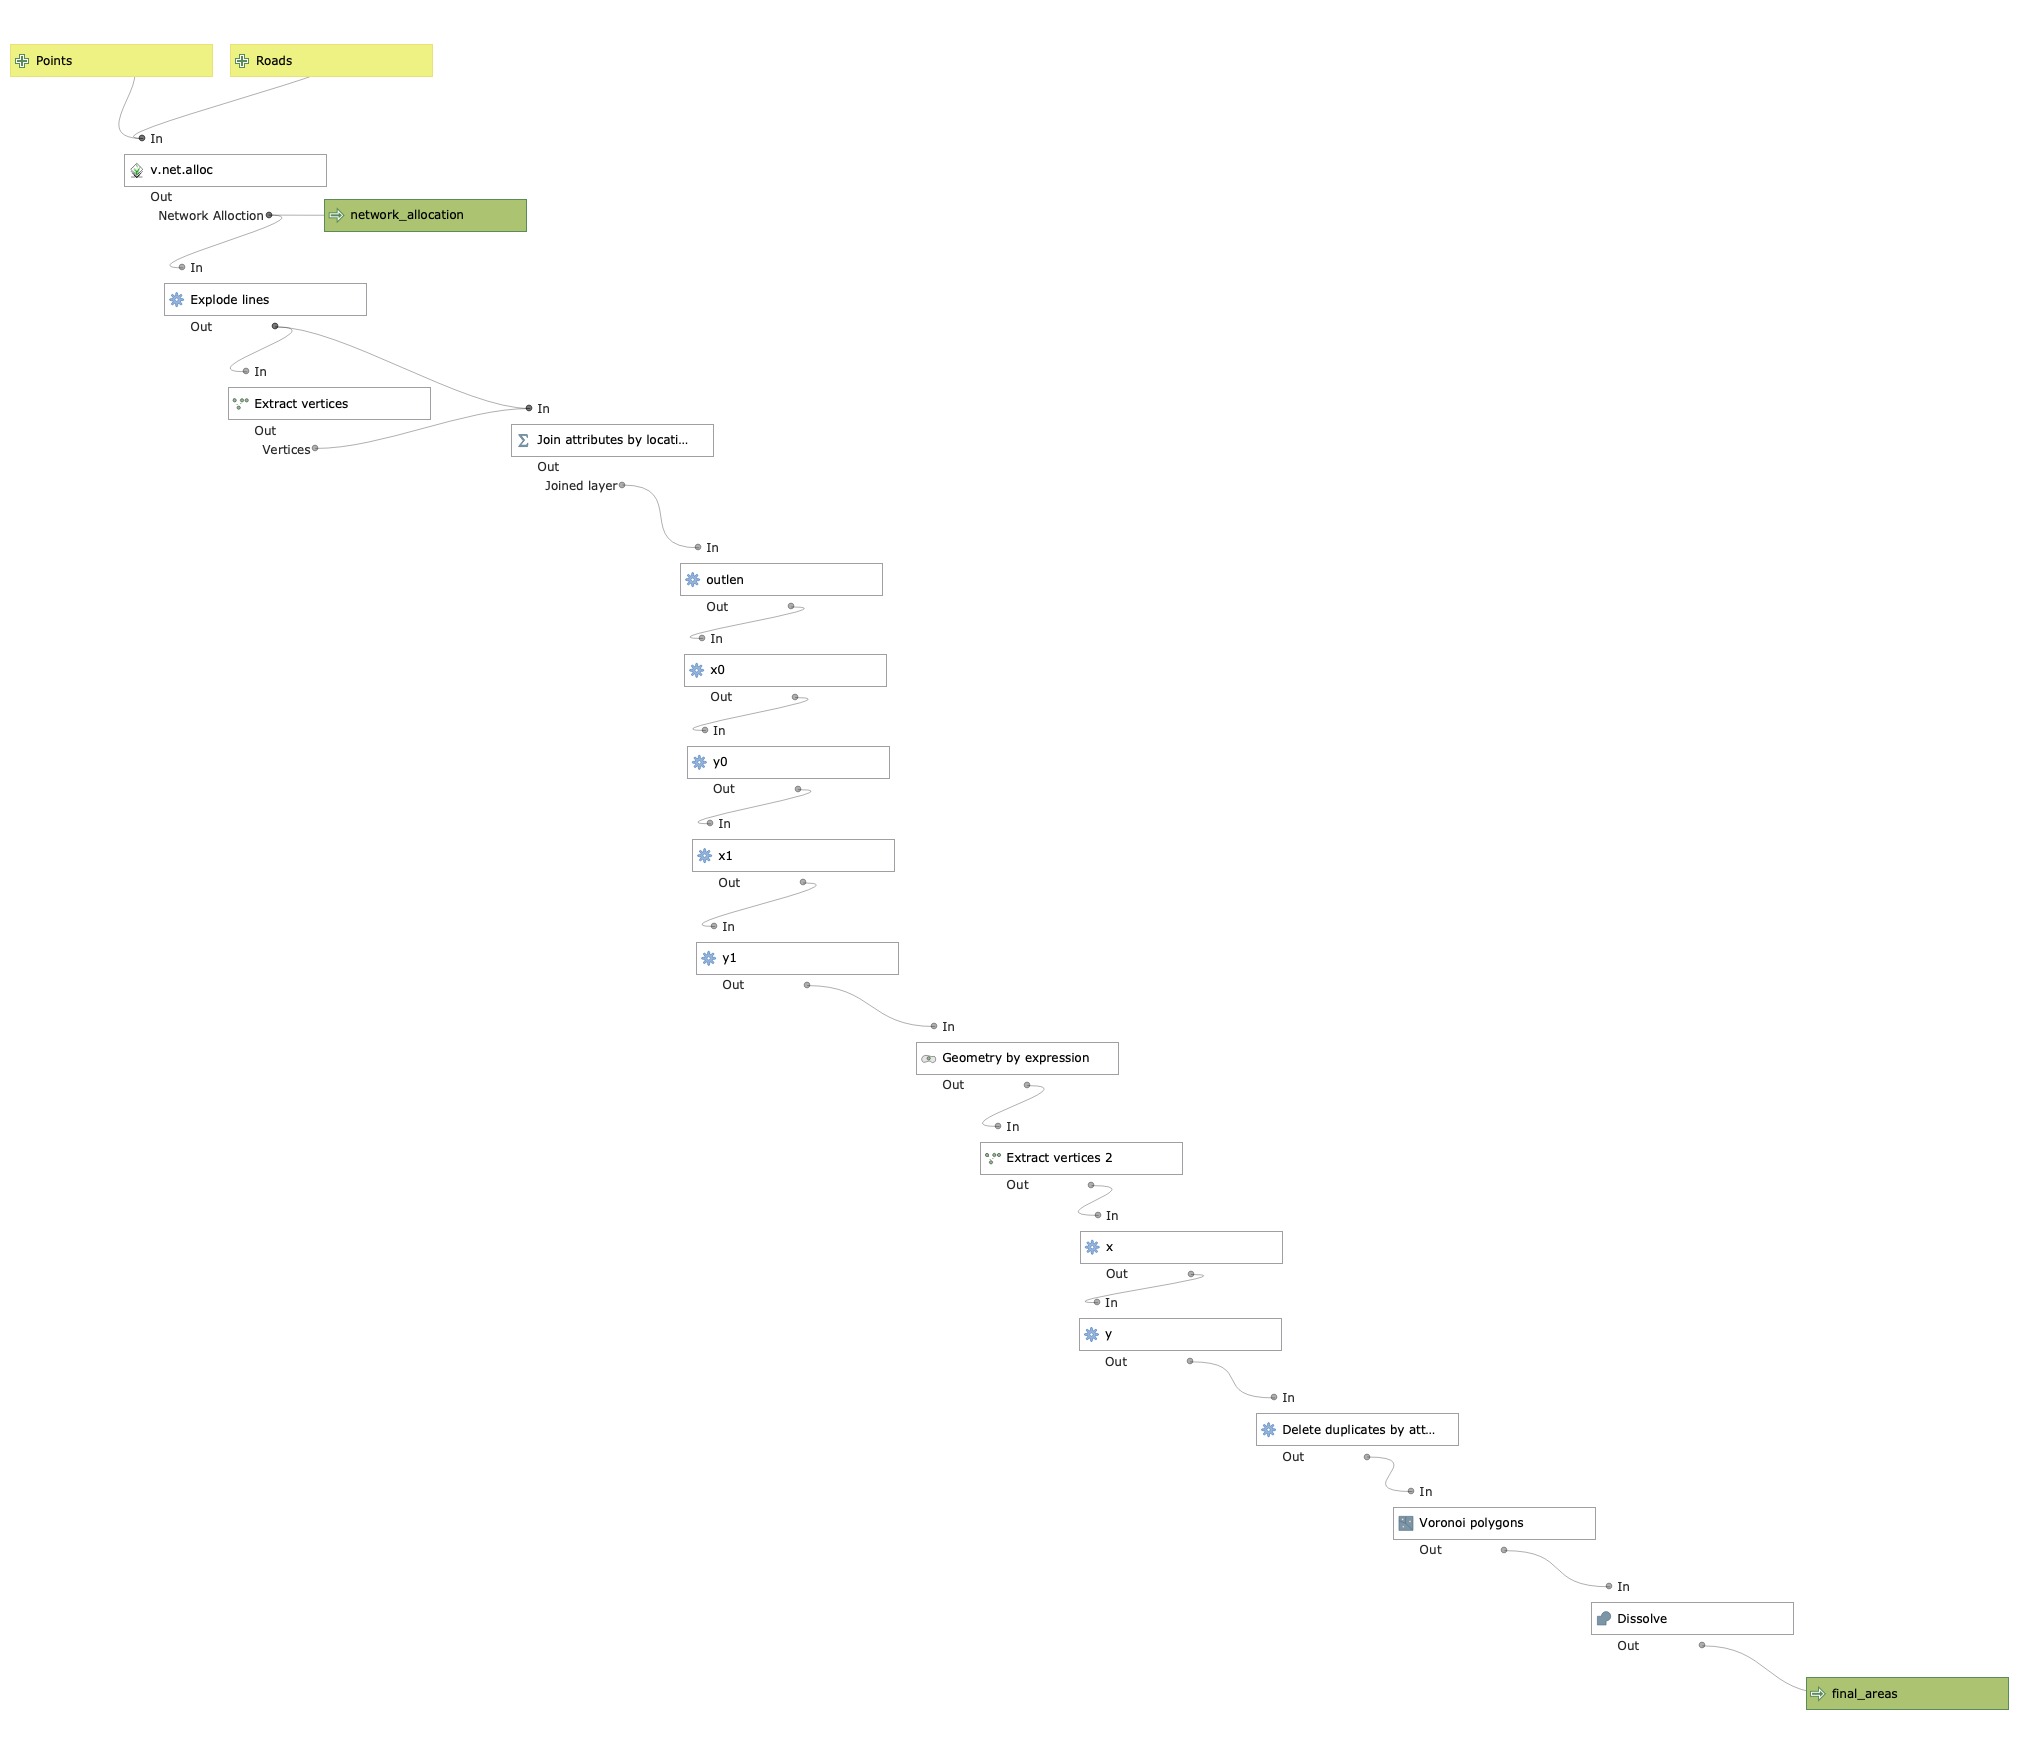 Points
Roads
In
v.net.alloc
Out
Network Alloction
network_allocation
In
Explode lines
Out
In
Extract vertices
Out
Vertices
In
Join attributes by locati...
Out
Joined layer
In
outlen
Out
In
x0
Out
In
y0
Out
In
x1
Out
In
y1
Out
In
Geometry by expression
Out
In
Extract vertices 2
Out
In
x
Out
In
y
Out
In
Delete duplicates by att...
Out
In
Voronoi polygons
Out
In
Dissolve
Out
final_areas